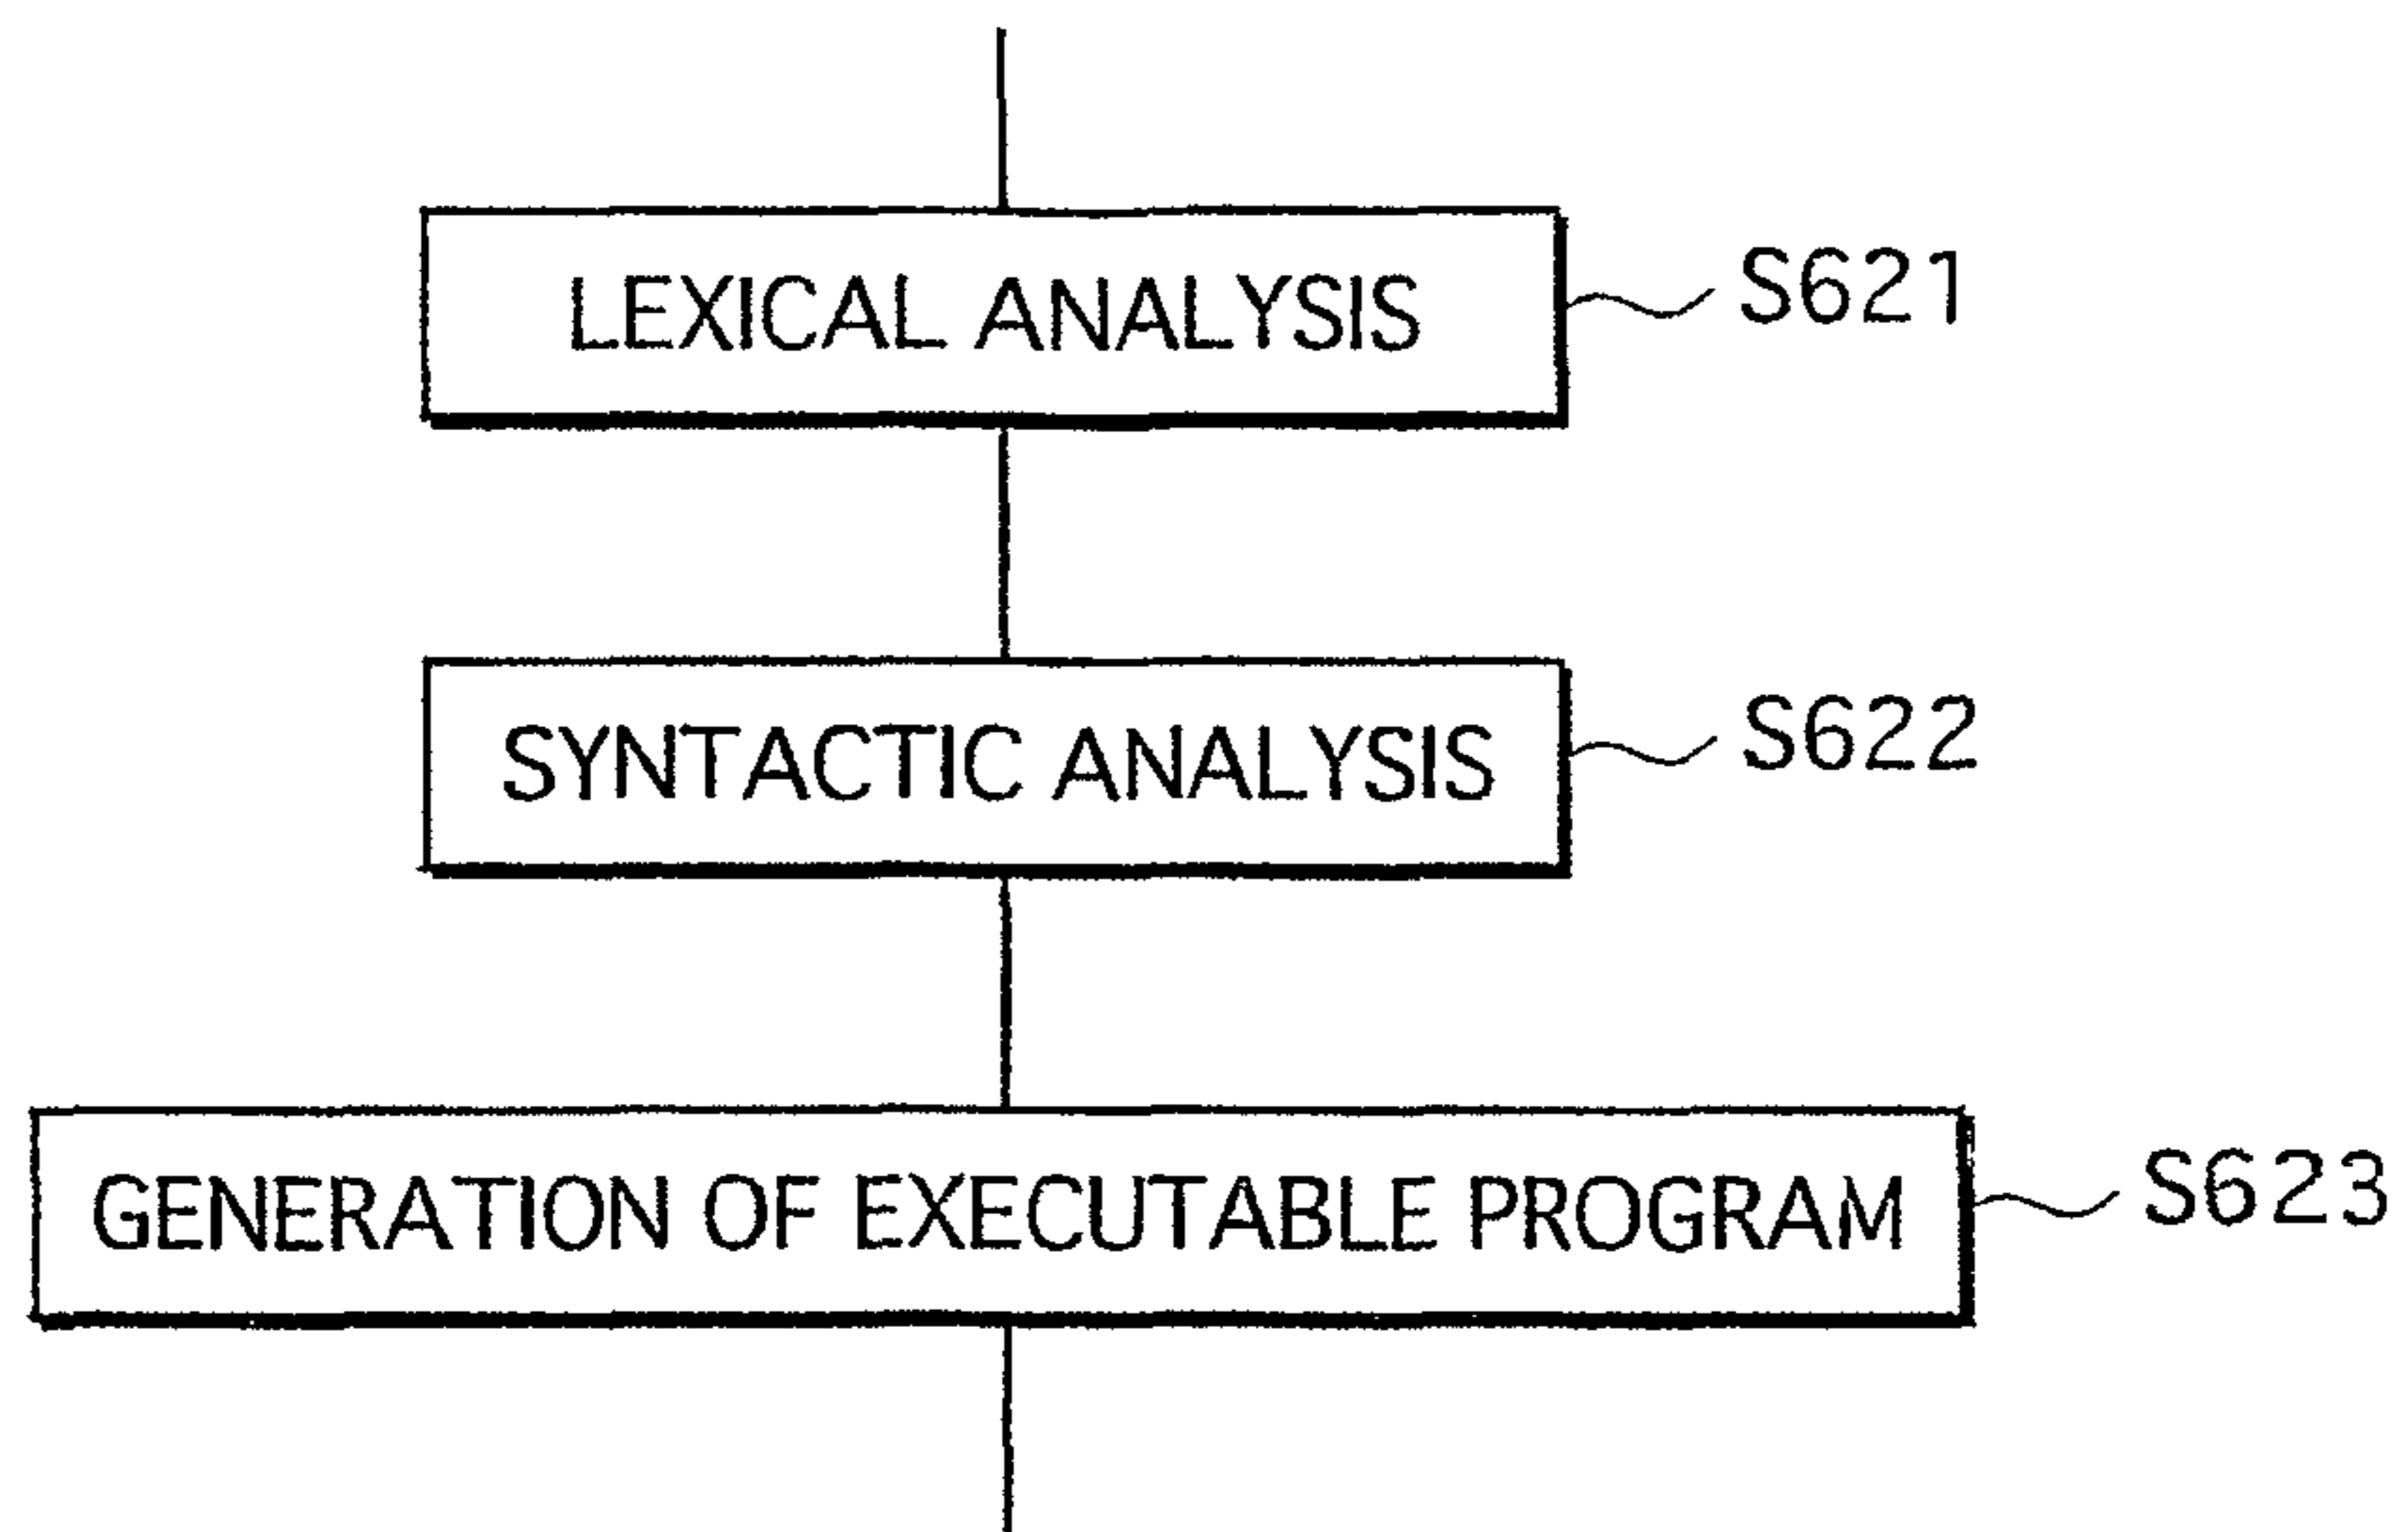 LEXICAL ANALYSIS S621
SYNTACTIC ANALYSIS S622
GENERATION OF EXECUTABLE PROGRAM S623